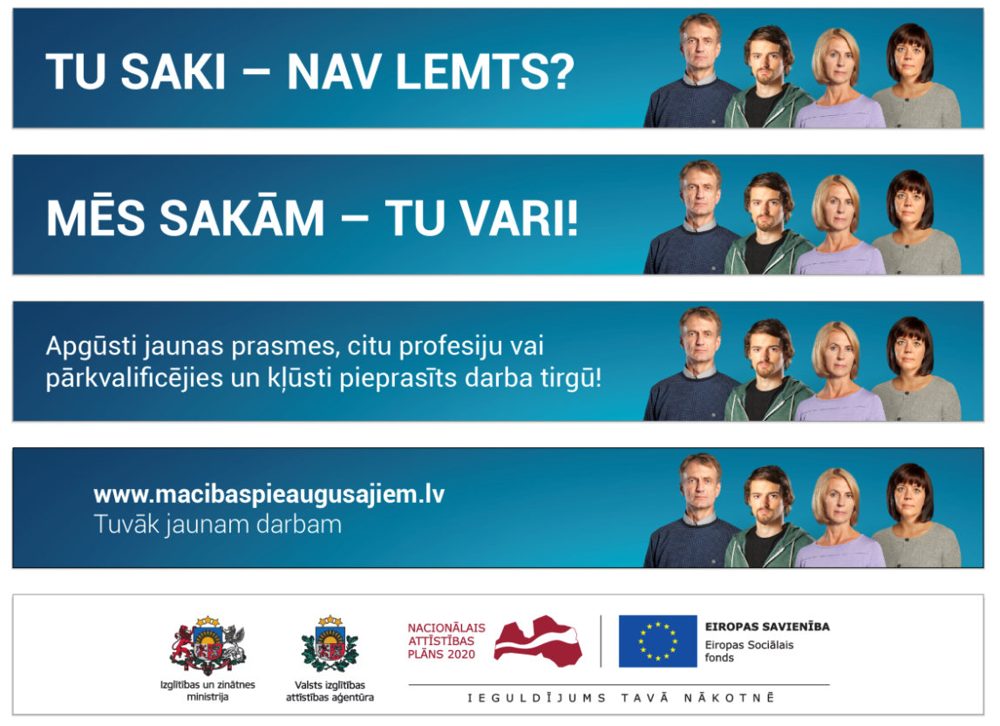 TU SAKI – NAV LEMTS?
MĒS SAKĀM – TU VARI!
Apgūsti jaunas prasmes, citu profesiju vai
pārkvalificējies un kļūsti pieprasīts darba tirgū!
www.macibaspieaugusajiem.lv
Tuvāk jaunam darbam
Izglītības un zinātnes
ministrija
Valsts izglītības
attīstības aģentūra
NACIONĀLAIS
ATTĪSTĪBAS
PLĀNS 2020
EIROPAS SAVIENĪBA
Eiropas Sociālais
fonds
IEGULDĪJUMS TAVĀ NĀKOTNĒ